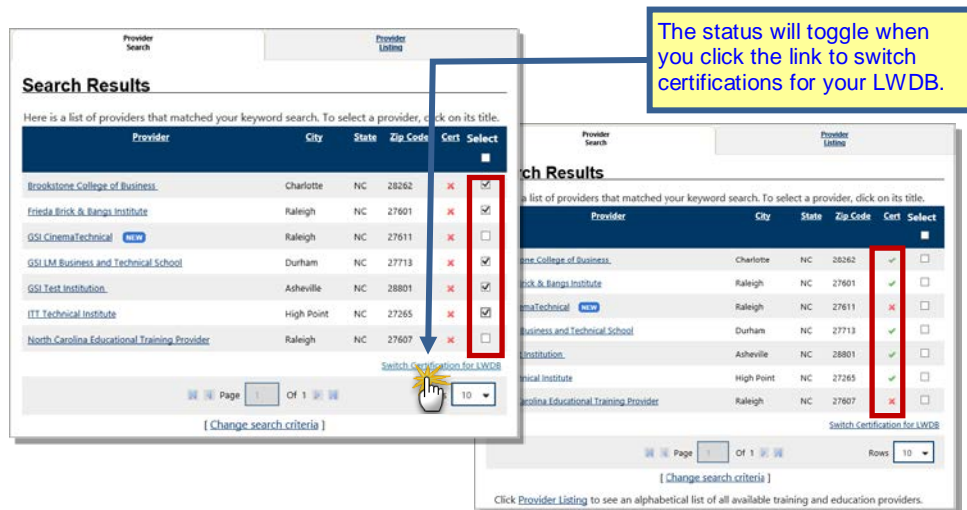 The status will toggle when
you click the link to switch
certifications for your LWDB.
Provider
Search
Provider
Listing
Search Results
Here is a list of providers that matched your keyword search. To select a provider, click on its title.
Provider City State Zip Code Cert Select
Brookstone College of Business Charlotte NC 28262
Frieda Brick & Bangs Institute Raleigh NC 27601
GSI CinemaTechnical NEW Raleigh NC 27611
GSI LM Business and Technical School Durham NC 27713
GSI Test Institution Asheville NC 28801
ITT Technical Institute High Point NC 27265
North Carolina Educational Training Provider Raleigh NC 27607
Switch Certification for LWDB
Page 1 Of 1 10
[ Change search criteria ]
Provider
Search
Provider
Listing
ch Results
a list of providers that matched your keyword search. To select a provider, click on its title.
Provider City State Zip Code Cert Select
one College of Business Charlotte NC 28262
rick & Bangs Institute Raleigh NC 27601
emaTechnical NEW Raleigh NC 27611
Business and Technical School Durham NC 27713
Institution Asheville NC 28801
nical Institute High Point NC 27265
arolina Educational Training Provider Raleigh NC 27607
Switch Certification for LWDB
Page 1 Of 1 Rows 10
[ Change search criteria ]
Click Provider Listing to see an alphabetical list of all available training and education providers.